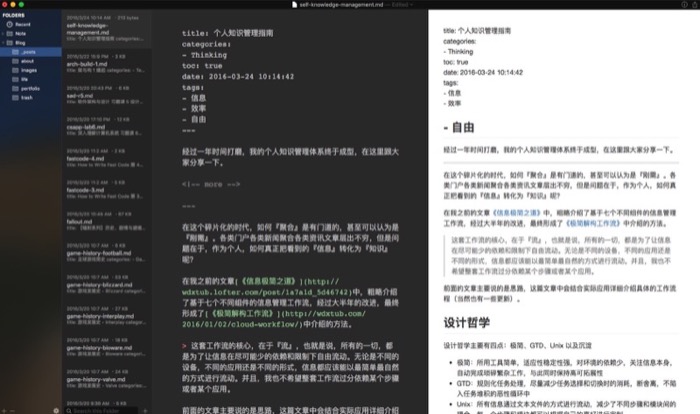 self-knowledge-management.md — Edited
FOLDERS
Recent
Note
Blog
_posts
about
images
life
portfolio
trash
self-knowledge-
management.md
arch-build-1.md
csapp-lab6.md
fastcode-4.md
fastcode-3.md
fallout.md
game-history-football.md
game-history-blizzard.md
game-history-interplay.md
game-history-bioware.md
game-history-valve.md
title: 个人知识管理指南
categories:
- Thinking
toc: true
date: 2016-03-24 10:14:42
tags:
- 信息
- 效率
- 自由
---
经过一年时间打磨，我的个人知识管理体系终于成型，在这里跟大
家分享一下。
<!-- more -->
---
在这个碎片化的时代，如何『聚合』是有门道的，甚至可以认为是
『刚需』。各类门户各类新闻聚合各类资讯文章层出不穷，但是问
题在于，作为个人，如何真正把看到的『信息』转化为『知识』
呢？
在我之前的文章[《信息极简之道》](http://
wdxtub.lofter.com/post/1a7a1d_5d46742)中，粗略介绍
了基于七个不同组件的信息管理工作流，经过大半年的改进，最终
形成了[《极简解构工作流》](http://wdxtub.com/
2016/01/02/cloud-workflow/)中介绍的方法。
> 这套工作流的核心，在于『流』，也就是说，所有的一切，都
是为了让信息在尽可能少的依赖和限制下自由流动。无论是不同的
设备，不同的应用还是不同的形式，信息都应该能以最简单最自然
的方式进行流动。并且，我也不希望整套工作流过分依赖某个步骤
或者某个应用。
前面的文章主要说的是思路，这篇文章中会结合实际应用详细介绍
title: 个人知识管理指南
categories:
- Thinking
toc: true
date: 2016-03-24 10:14:42
tags:
- 信息
- 效率
- 自由
经过一年时间打磨，我的个人知识管理体系终于成型，在这里跟大家分享一下。
在这个碎片化的时代，如何『聚合』是有门道的，甚至可以认为是『刚需』。各
类门户各类新闻聚合各类资讯文章层出不穷，但是问题在于，作为个人，如何真
正把看到的『信息』转化为『知识』呢？
在我之前的文章《信息极简之道》中，粗略介绍了基于七个不同组件的信息管理
工作流，经过大半年的改进，最终形成了《极简解构工作流》中介绍的方法。
这套工作流的核心，在于『流』，也就是说，所有的一切，都是为了让信息
在尽可能少的依赖和限制下自由流动。无论是不同的设备，不同的应用还是
不同的形式，信息都应该能以最简单最自然的方式进行流动。并且，我也不
希望整套工作流过分依赖某个步骤或者某个应用。
前面的文章主要说的是思路，这篇文章中会结合实际应用详细介绍具体的工作流
程（当然也有一些更新）。
设计哲学
设计哲学主要有四点：极简、GTD、Unix 以及沉淀
• 极简：所用工具简单，适应性稳定性强，对环境的依赖少，关注信息本身，
自动完成琐碎繁杂工作，与此同时保持高可拓展性
• GTD：规则化任务处理，尽量减少任务选择和切换时的消耗，断舍离，不陷
入任务堆积的恶性循环中
• Unix：所有信息通过文本文件的方式进行流动，减少了不同步骤和模块间的